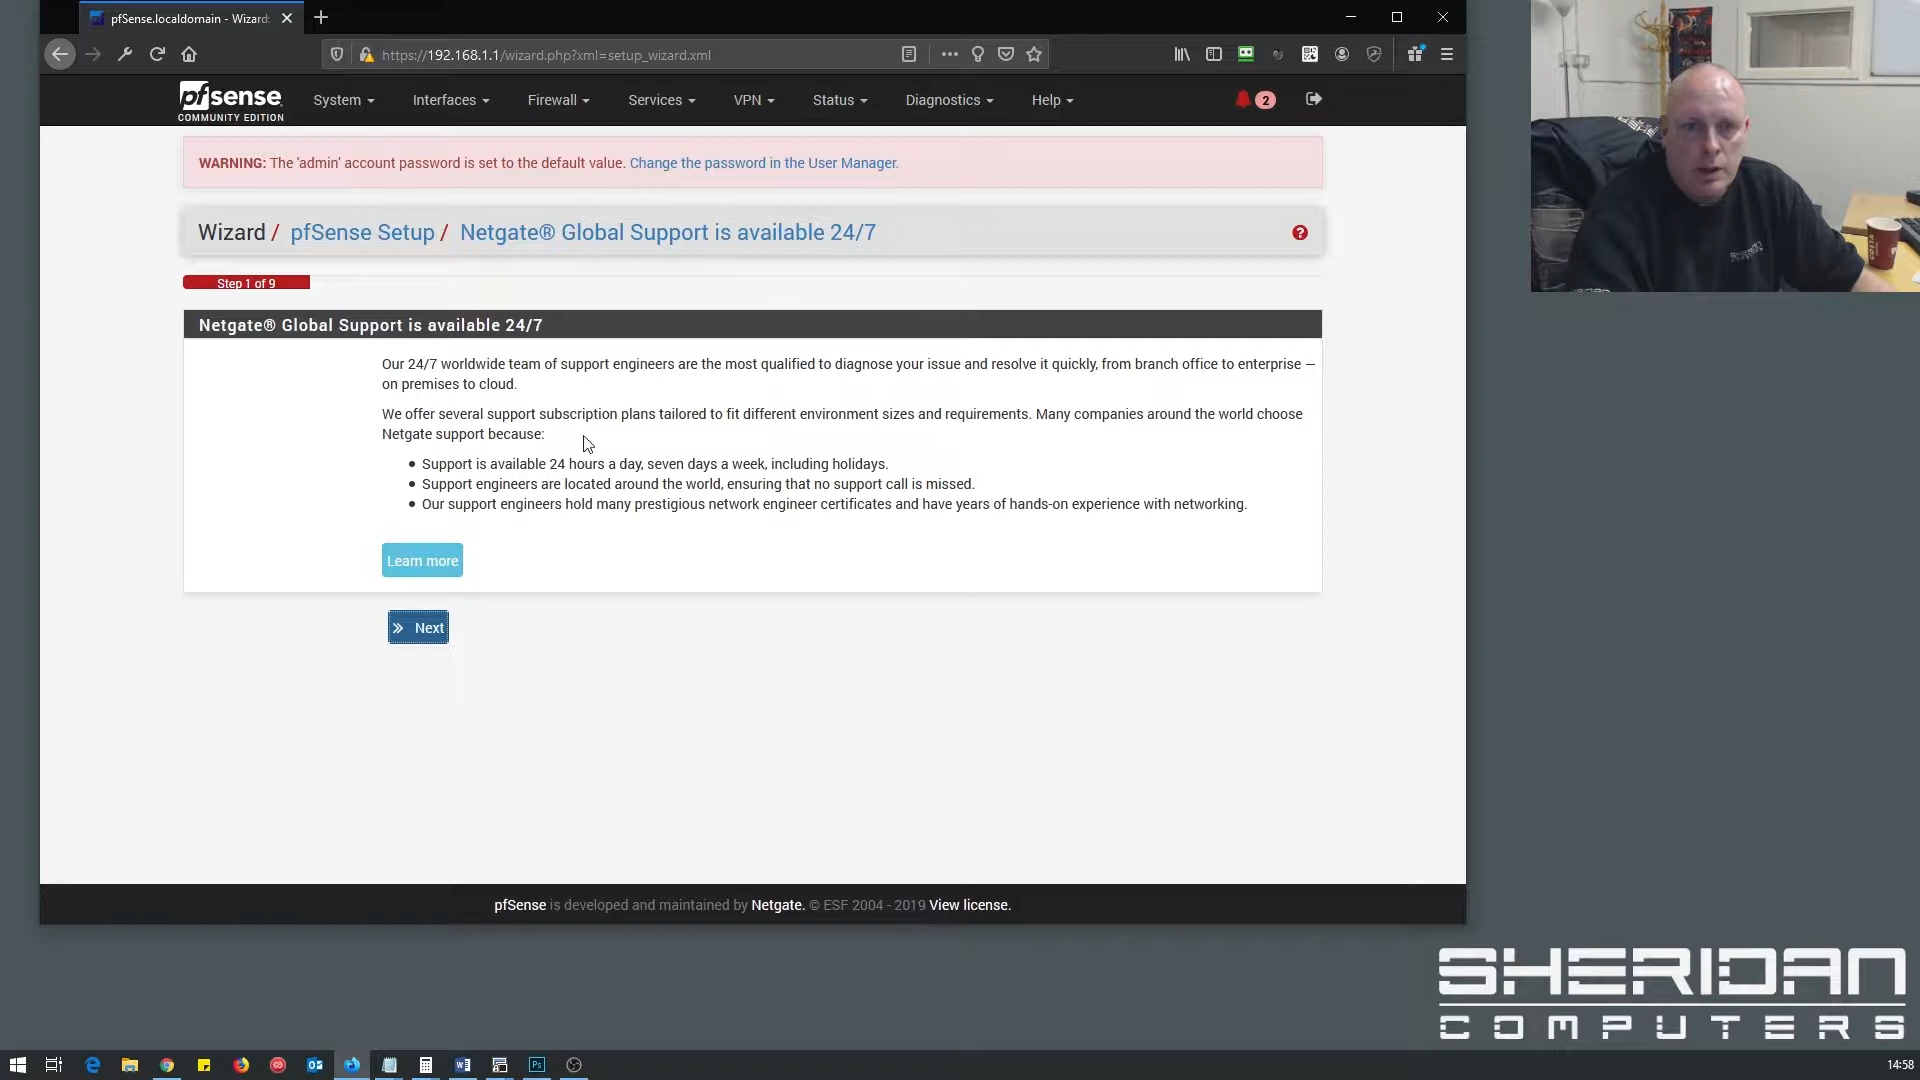 pfSense.localdomain - Wizard:
https://192.168.1.1/wizard.php?xml=setup_wizard.xml
pfsense
COMMUNITY EDITION
System
Interfaces
Firewall
Services
VPN
Status
Diagnostics
Help
2
WARNING: The 'admin' account password is set to the default value. Change the password in the User Manager.
Wizard / pfSense Setup / Netgate® Global Support is available 24/7
Step 1 of 9
Netgate® Global Support is available 24/7
Our 24/7 worldwide team of support engineers are the most qualified to diagnose your issue and resolve it quickly, from branch office to enterprise —
on premises to cloud.
We offer several support subscription plans tailored to fit different environment sizes and requirements. Many companies around the world choose
Netgate support because:
Support is available 24 hours a day, seven days a week, including holidays.
Support engineers are located around the world, ensuring that no support call is missed.
Our support engineers hold many prestigious network engineer certificates and have years of hands-on experience with networking.
Learn more
Next
pfSense is developed and maintained by Netgate. © ESF 2004 - 2019 View license.
SHERIDAN
COMPUTERS
14:58